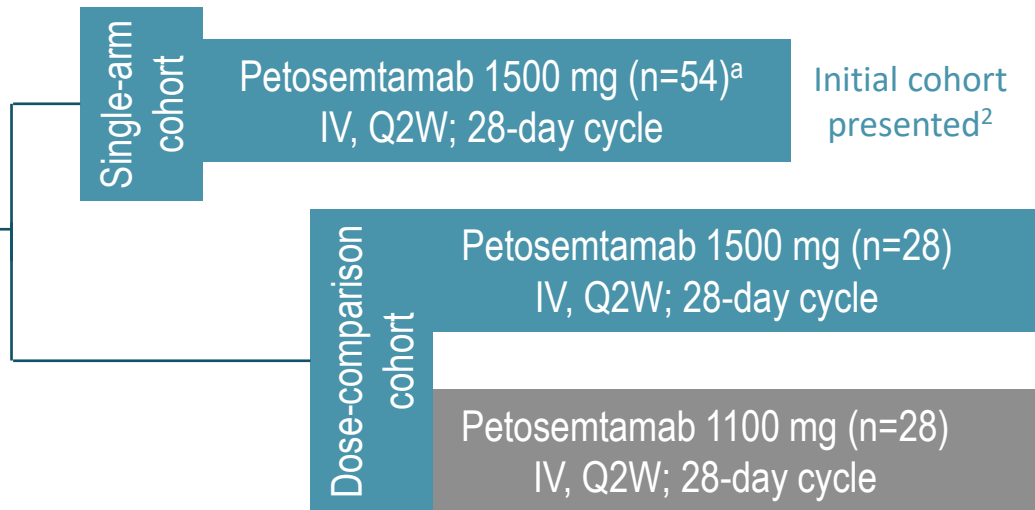 Single-arm
cohort
Petosemtamab 1500 mg (n=54)ᵃ
IV, Q2W; 28-day cycle
Initial cohort
presented²
Dose-comparison
cohort
Petosemtamab 1500 mg (n=28)
IV, Q2W; 28-day cycle
Petosemtamab 1100 mg (n=28)
IV, Q2W; 28-day cycle